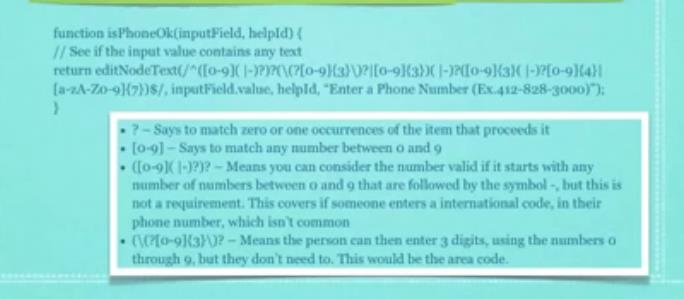 function isPhoneOk(inputField, helpId) {
// See if the input value contains any text
return editNodeText(/^([0-9]( |-)?)?(\(?[0-9]{3}\)?|[0-9]{3})( |-)?([0-9]{3}( |-)?[0-9]{4}|
[a-zA-Z0-9]{7})$/, inputField.value, helpId, "Enter a Phone Number (Ex.412-828-3000)");
}
• ? – Says to match zero or one occurrences of the item that proceeds it
• [0-9] – Says to match any number between 0 and 9
• ([0-9]( |-)?)? – Means you can consider the number valid if it starts with any
number of numbers between 0 and 9 that are followed by the symbol -, but this is
not a requirement. This covers if someone enters a international code, in their
phone number, which isn't common
• (\(?[0-9]{3}\)? – Means the person can then enter 3 digits, using the numbers 0
through 9, but they don't need to. This would be the area code.